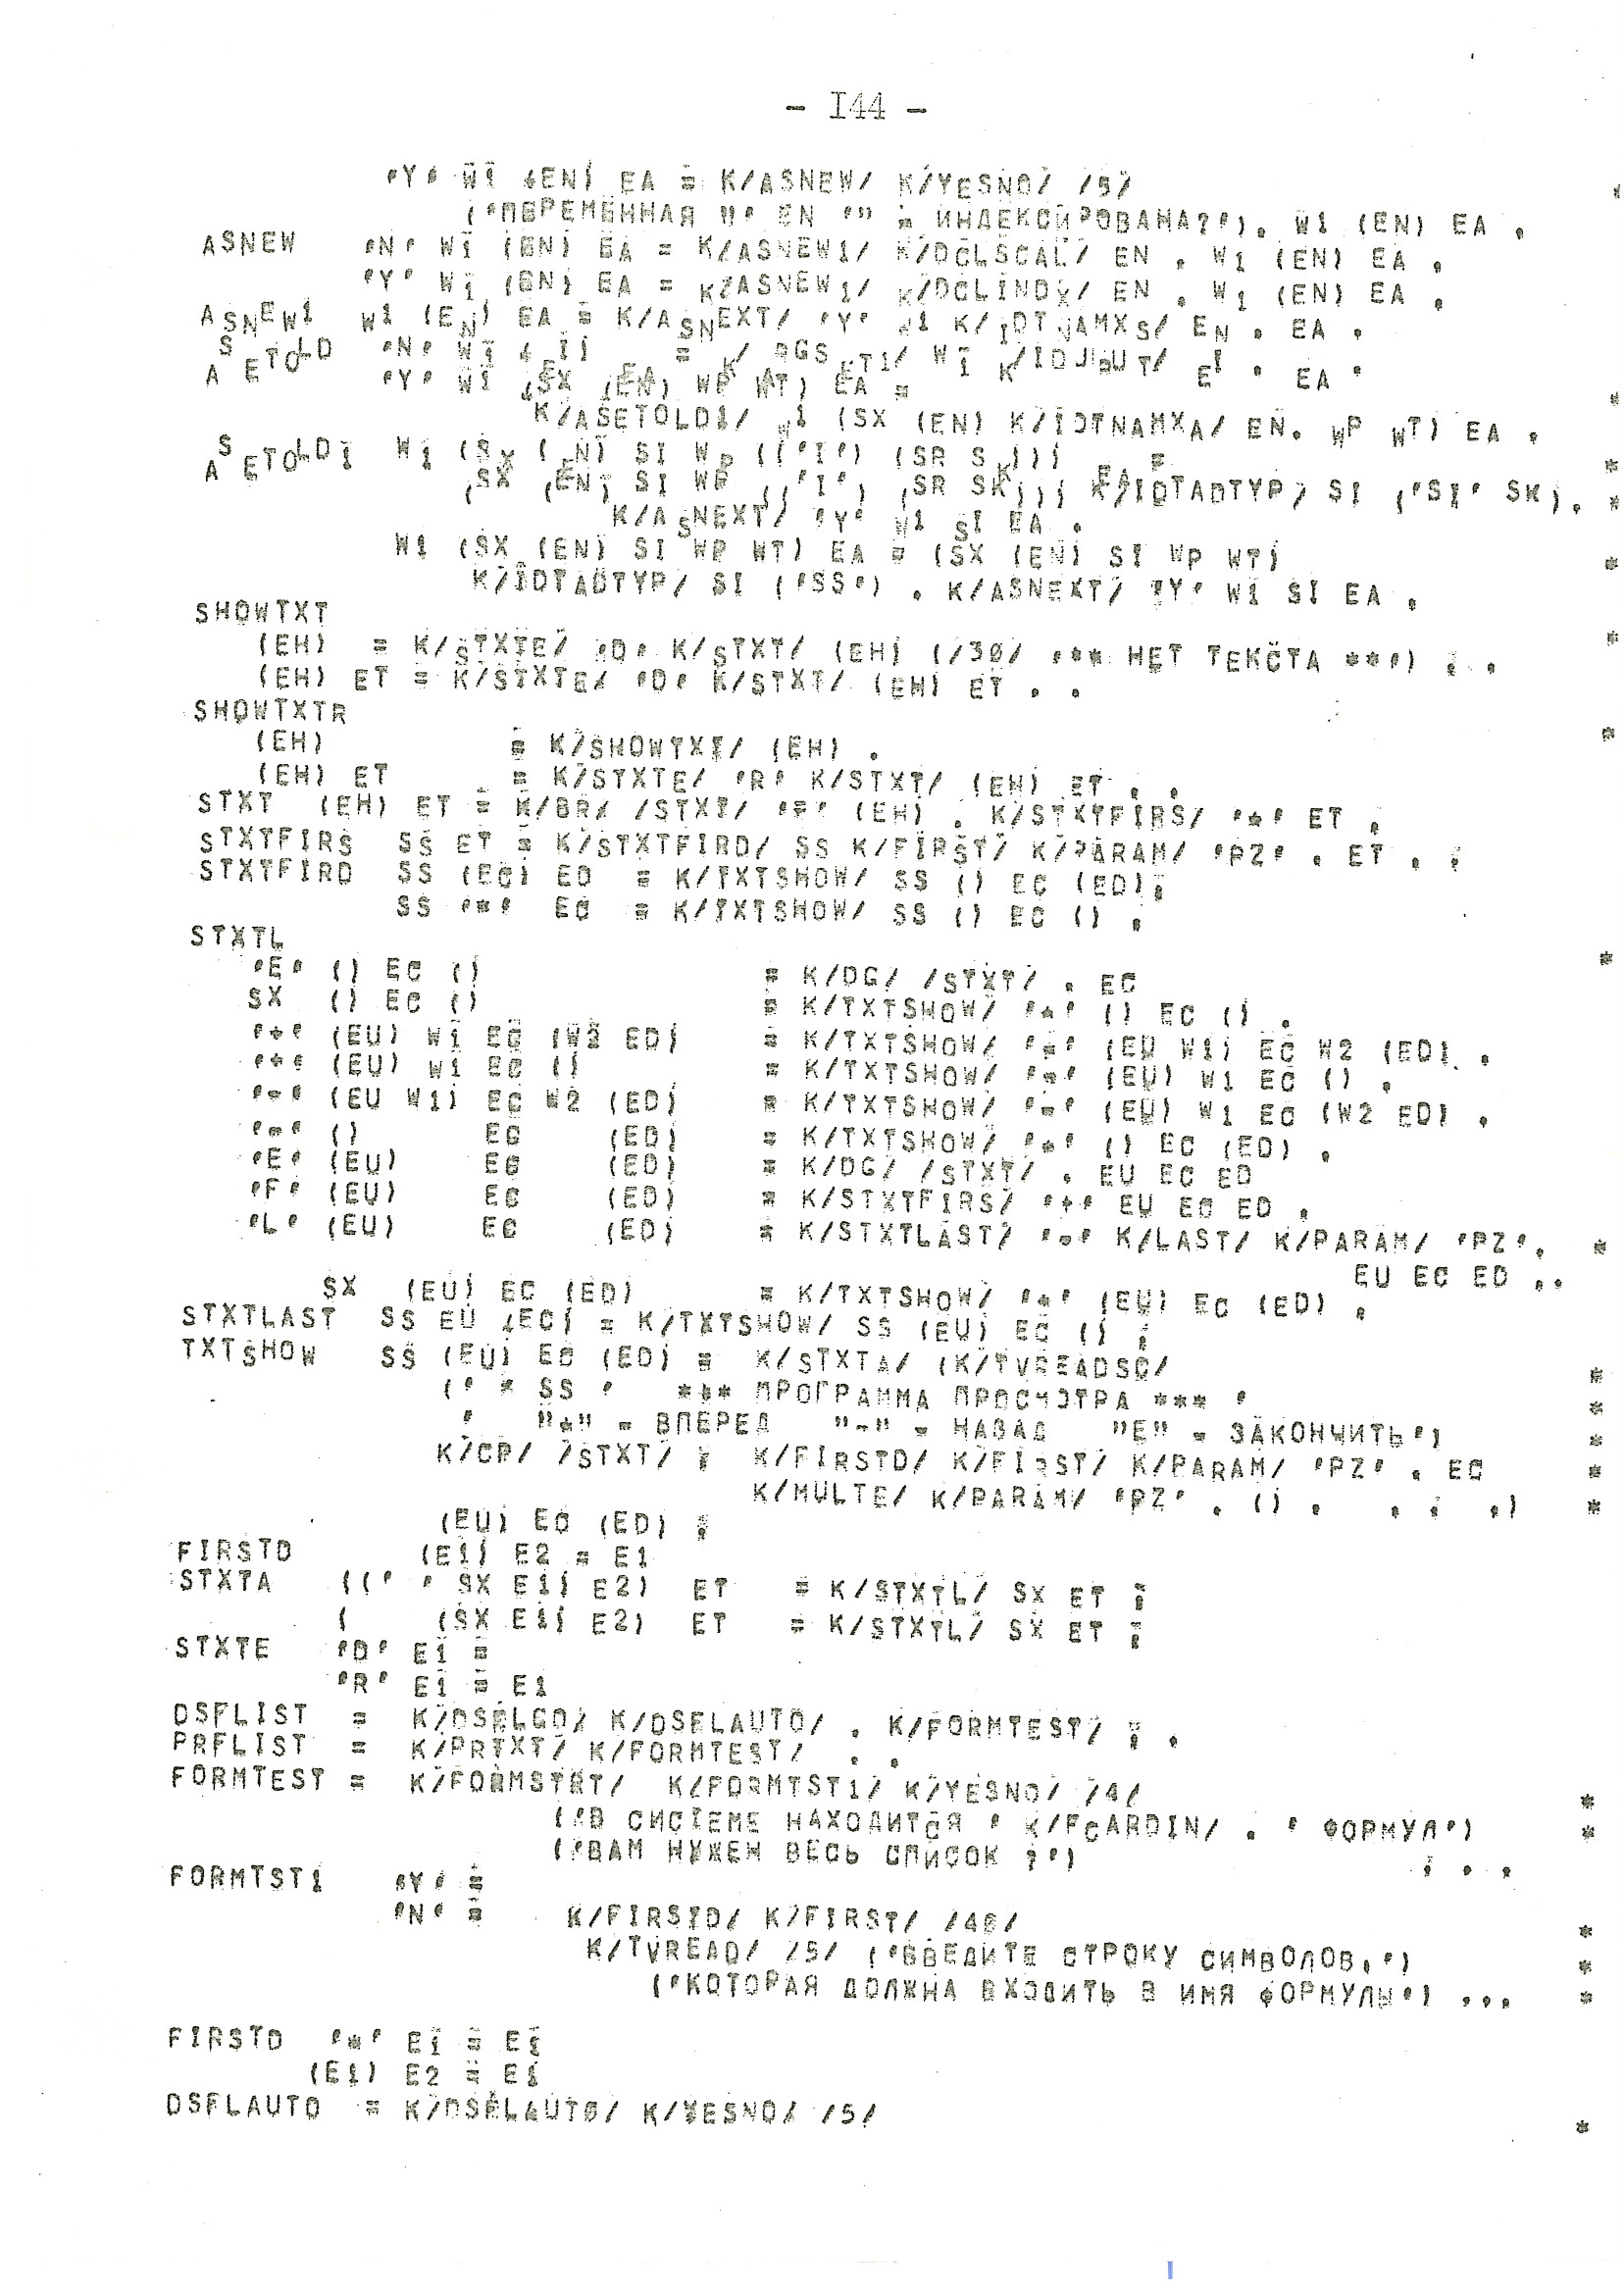 - I44 -
'Y' W1 (EN) EA = K/ASNEW/ K/YESNO/ /5/
('ПЕРЕМЕННАЯ "' EN '" - ИНДЕКСИРОВАНА?'). W1 (EN) EA .
ASNEW 'N' W1 (EN) EA = K/ASNEW1/ K/DCLSCAL/ EN . W1 (EN) EA .
'Y' W1 (EN) EA = K/ASNEW1/ K/DCLINDX/ EN . W1 (EN) EA .
ASNEW1 W1 (EN) EA = K/ASNEXT/ 'Y' W1 K/IDTNAMXS/ EN . EA .
ASETOLD 'N' W1 EA .
'Y' W1 (SX (EN) WP WT) EA =
K/ASETOLD1/ W1 (SX (EN) K/IDTNAMXA/ EN. WP WT) EA .
ASETOLD1 W1 (SX (EN) SI WP (('I') (SR SK))) EA = *
(SX (EN) SI WP (('I') (SR SK))) K/IDTADTYP/ SI ('SI' SK). *
K/ASNEXT/ 'Y' W1 SI EA .
W1 (SX (EN) SI WP WT) EA = (SX (EN) SI WP WT)
K/IDTADTYP/ SI ('SS') . K/ASNEXT/ 'Y' W1 SI EA . *
SHOWTXT
(EH) = K/STXTE/ 'D' K/STXT/ (EH) (/30/ '*** НЕТ ТЕКСТА ***') . . *
(EH) ET = K/STXTE/ 'D' K/STXT/ (EH) ET . .
SHOWTXTR
(EH) = K/SHOWTXT/ (EH) . *
(EH) ET = K/STXTE/ 'R' K/STXT/ (EH) ET . .
STXT (EH) ET = K/BR/ /STXT/ '=' (EH) . K/STXTFIRS/ '+' ET .
STXTFIRS SS ET = K/STXTFIRD/ SS K/FIRST/ K/PARAM/ 'PZ' . ET . .
STXTFIRD SS (EC) ED = K/TXTSHOW/ SS () EC (ED).
SS '*' EC = K/TXTSHOW/ SS () EC () .
STXTL
'E' () EC () = K/DG/ /STXT/ . EC *
SX () EC () = K/TXTSHOW/ '+' () EC () .
'+' (EU) W1 EC (W2 ED) = K/TXTSHOW/ '+' (EU W1) EC W2 (ED) .
'+' (EU) W1 EC () = K/TXTSHOW/ '-' (EU) W1 EC () .
'-' (EU W1) EC W2 (ED) = K/TXTSHOW/ '-' (EU) W1 EC (W2 ED) .
'-' () EC (ED) = K/TXTSHOW/ '+' () EC (ED) .
'E' (EU) EC (ED) = K/DG/ /STXT/ . EU EC ED
'F' (EU) EC (ED) = K/STXTFIRS/ '+' EU EC ED .
'L' (EU) EC (ED) = K/STXTLAST/ '-' K/LAST/ K/PARAM/ 'PZ'. *
EU EC ED ..
SX (EU) EC (ED) = K/TXTSHOW/ '+' (EU) EC (ED) .
STXTLAST SS EU (EC) = K/TXTSHOW/ SS (EU) EC () .
TXTSHOW SS (EU) EC (ED) = K/STXTA/ (K/TVREADSC/ *
(' ' SS ' *** ПРОГРАММА ПРОСМОТРА *** ' *
' "+" - ВПЕРЕД "-" - НАЗАД "E" - ЗАКОНЧИТЬ') *
K/CP/ /STXT/ . K/FIRSTD/ K/FIRST/ K/PARAM/ 'PZ' . EC *
K/MULTE/ K/PARAM/ 'PZ' . () . . . .) *
(EU) EC (ED) .
FIRSTD (E1) E2 = E1
STXTA ((' ' SX E1) E2) ET = K/STXTL/ SX ET .
( (SX E1) E2) ET = K/STXTL/ SX ET .
STXTE 'D' E1 =
'R' E1 = E1
DSFLIST = K/DSELGO/ K/DSELAUTO/ . K/FORMTEST/ . .
PRFLIST = K/PRTXT/ K/FORMTEST/ . .
FORMTEST = K/FORMSTRT/ K/FORMTST1/ K/YESNO/ /4/ *
('В СИСТЕМЕ НАХОДИТСЯ ' K/FCARDIN/ . ' ФОРМУЛ') *
('ВАМ НУЖЕН ВЕСЬ СПИСОК ?') . . .
FORMTST1 'Y' =
'N' = K/FIRSTD/ K/FIRST/ /40/ *
K/TVREAD/ /5/ ('ВВЕДИТЕ СТРОКУ СИМВОЛОВ,') *
('КОТОРАЯ ДОЛЖНА ВХОДИТЬ В ИМЯ ФОРМУЛЫ') ... *
FIRSTD '*' E1 = E1
(E1) E2 = E1
DSFLAUTO = K/DSELAUTO/ K/YESNO/ /5/ *